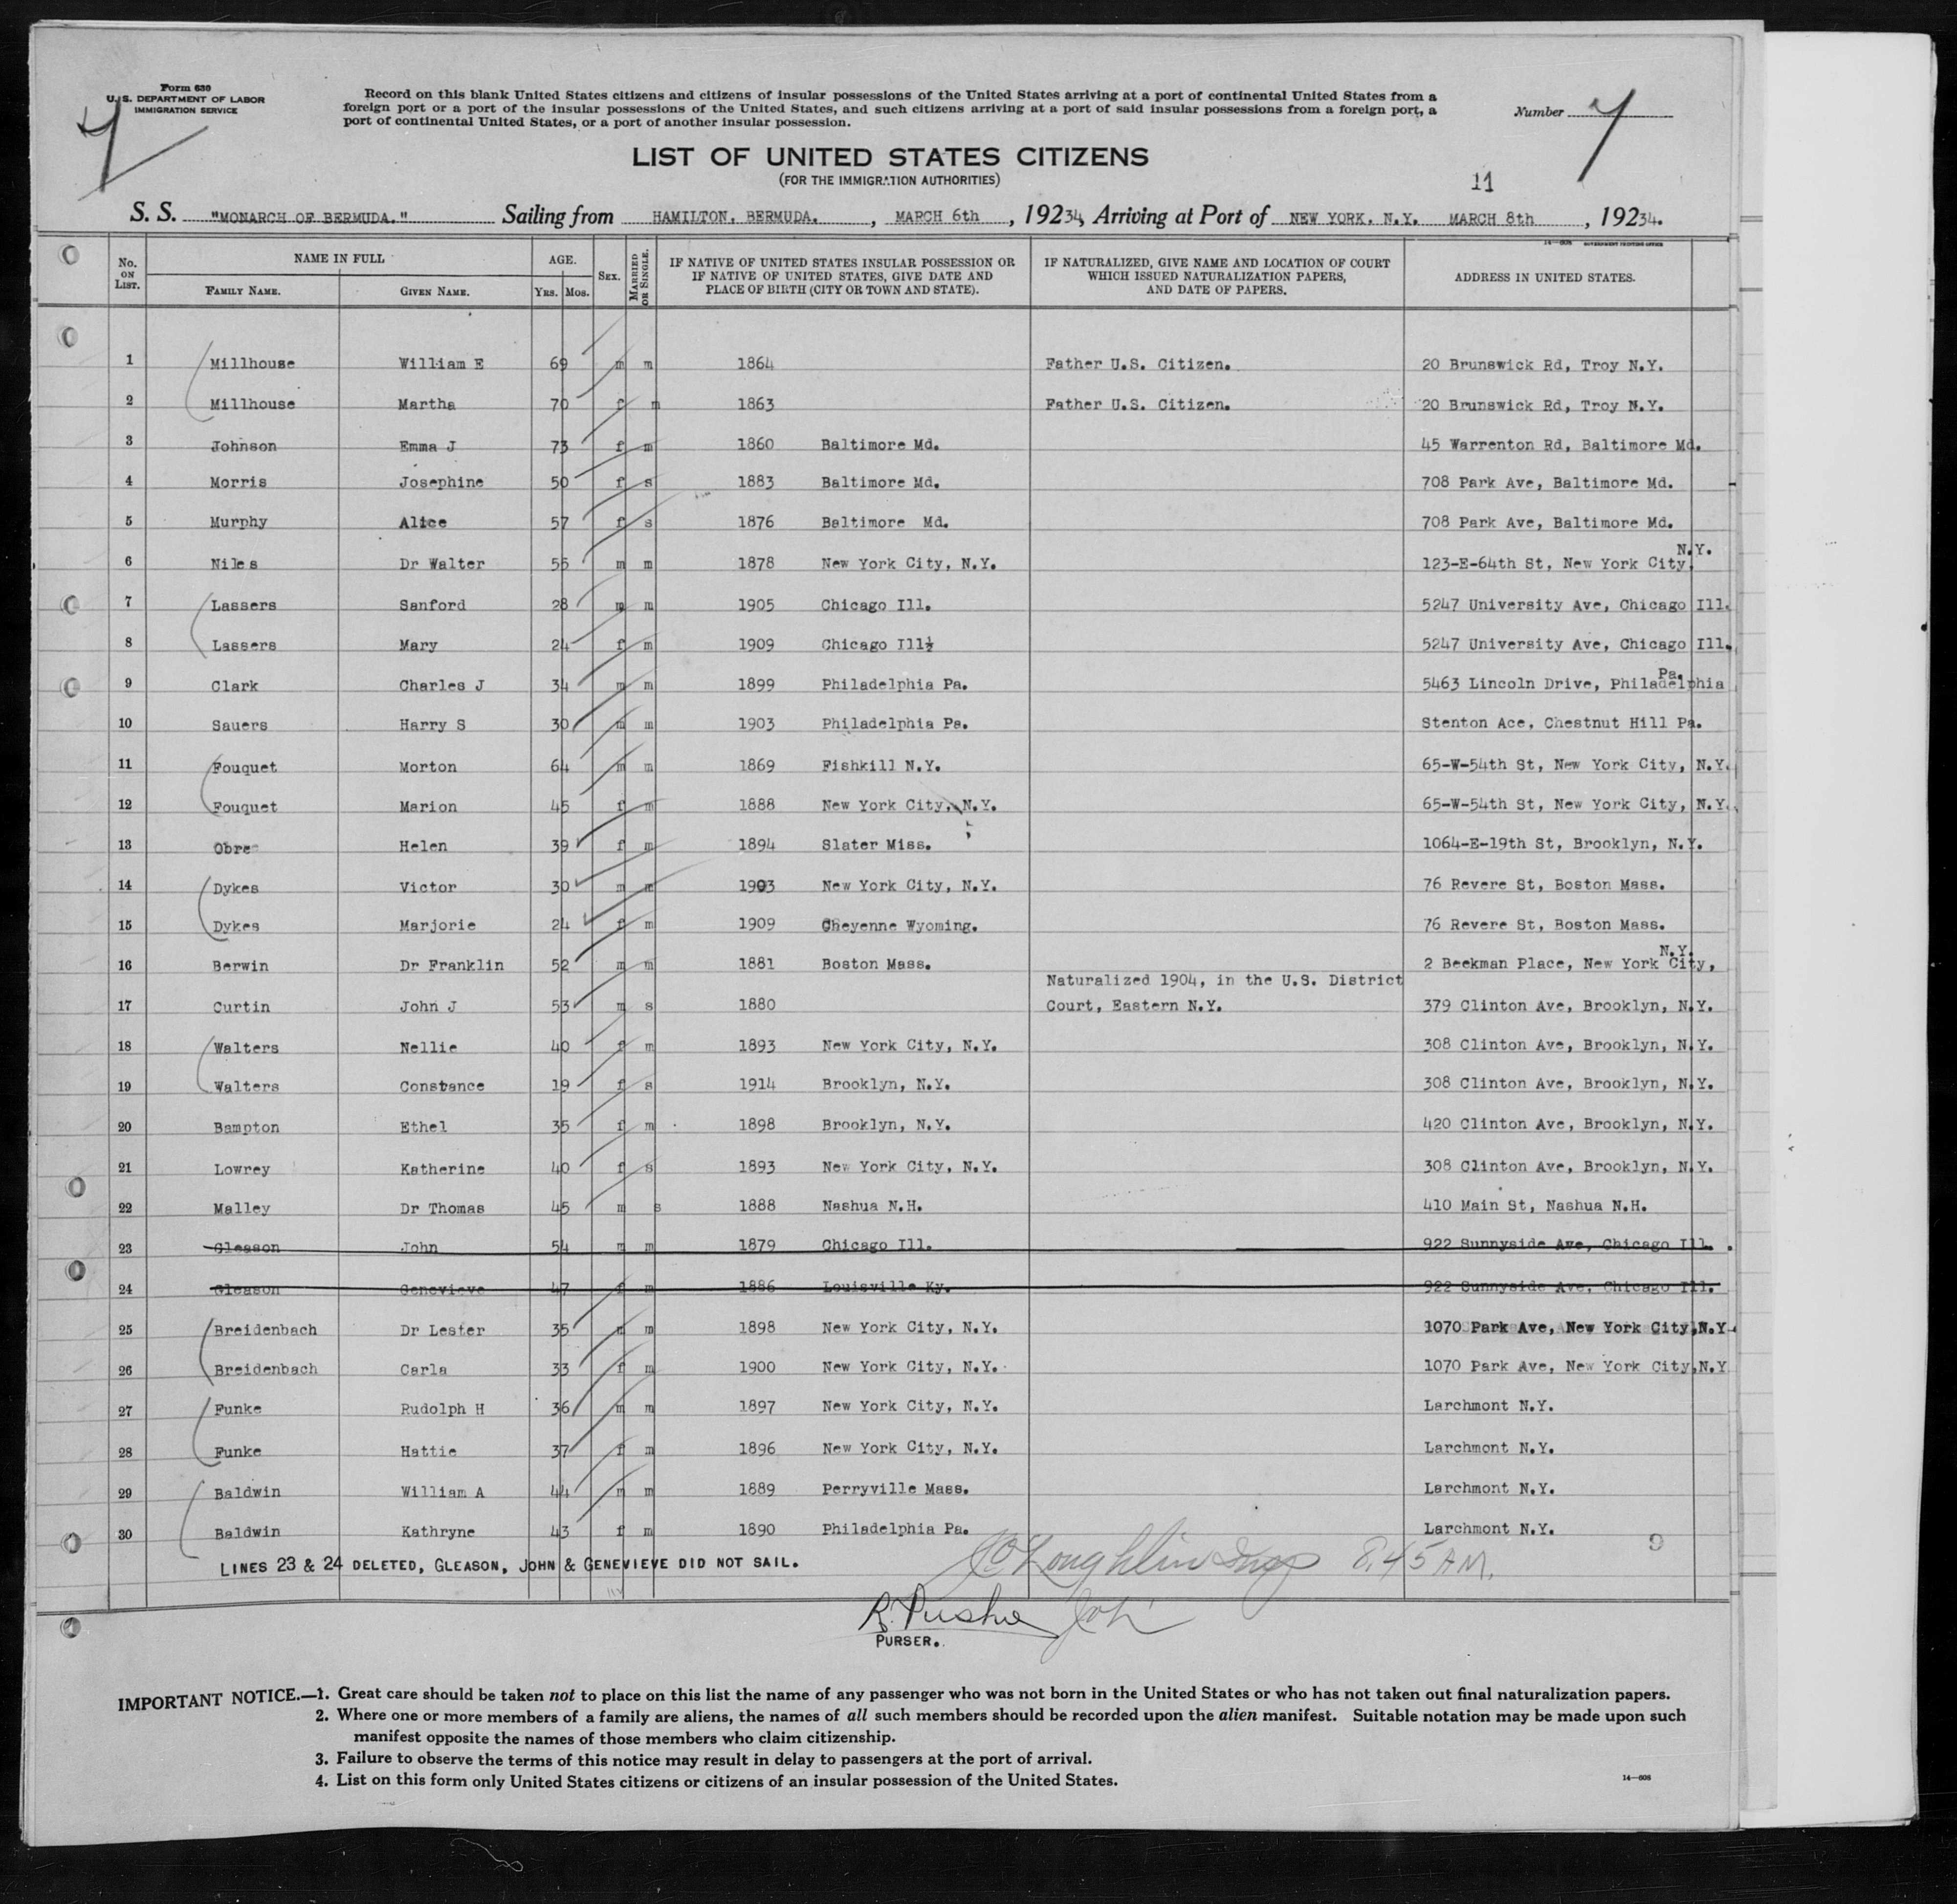 Form 630
U. S. DEPARTMENT OF LABOR
IMMIGRATION SERVICE
Record on this blank United States citizens and citizens of insular possessions of the United States arriving at a port of continental United States from a
foreign port or a port of the insular possessions of the United States, and such citizens arriving at a port of said insular possessions from a foreign port, a
port of continental United States, or a port of another insular possession.
Number 7
7
LIST OF UNITED STATES CITIZENS
(FOR THE IMMIGRATION AUTHORITIES)
11
S. S. "MONARCH OF BERMUDA." Sailing from HAMILTON, BERMUDA. , MARCH 6th , 19234, Arriving at Port of NEW YORK, N.Y. MARCH 8th , 19234.
14—608 GOVERNMENT PRINTING OFFICE
No. ON LIST. NAME IN FULL FAMILY NAME. GIVEN NAME. AGE. YRS. MOS. SEX. MARRIED OR SINGLE. IF NATIVE OF UNITED STATES INSULAR POSSESSION OR IF NATIVE OF UNITED STATES, GIVE DATE AND PLACE OF BIRTH (CITY OR TOWN AND STATE). IF NATURALIZED, GIVE NAME AND LOCATION OF COURT WHICH ISSUED NATURALIZATION PAPERS, AND DATE OF PAPERS. ADDRESS IN UNITED STATES.
1 Millhouse William E 69 m m 1864 Father U.S. Citizen. 20 Brunswick Rd, Troy N.Y.
2 Millhouse Martha 70 f m 1863 Father U.S. Citizen. 20 Brunswick Rd, Troy N.Y.
3 Johnson Emma J 73 f m 1860 Baltimore Md. 45 Warrenton Rd, Baltimore Md.
4 Morris Josephine 50 f s 1883 Baltimore Md. 708 Park Ave, Baltimore Md.
5 Murphy Alice 57 f s 1876 Baltimore Md. 708 Park Ave, Baltimore Md.
6 Niles Dr Walter 55 m m 1878 New York City, N.Y. 123-E-64th St, New York City, N.Y.
7 Lassers Sanford 28 m m 1905 Chicago Ill. 5247 University Ave, Chicago Ill.
8 Lassers Mary 24 f m 1909 Chicago Ill½ 5247 University Ave, Chicago Ill.
9 Clark Charles J 34 m m 1899 Philadelphia Pa. 5463 Lincoln Drive, Philadelphia Pa.
10 Sauers Harry S 30 m m 1903 Philadelphia Pa. Stenton Ace, Chestnut Hill Pa.
11 Fouquet Morton 64 m m 1869 Fishkill N.Y. 65-W-54th St, New York City, N.Y.
12 Fouquet Marion 45 f m 1888 New York City, N.Y. 65-W-54th St, New York City, N.Y.
13 Obre Helen 39 f m 1894 Slater Miss. 1064-E-19th St, Brooklyn, N.Y.
14 Dykes Victor 30 m m 1903 New York City, N.Y. 76 Revere St, Boston Mass.
15 Dykes Marjorie 24 f m 1909 Cheyenne Wyoming. 76 Revere St, Boston Mass.
16 Berwin Dr Franklin 52 m m 1881 Boston Mass. 2 Beekman Place, New York City, N.Y.
Naturalized 1904, in the U.S. District
17 Curtin John J 53 m s 1880 Court, Eastern N.Y. 379 Clinton Ave, Brooklyn, N.Y.
18 Walters Nellie 40 f m 1893 New York City, N.Y. 308 Clinton Ave, Brooklyn, N.Y.
19 Walters Constance 19 f s 1914 Brooklyn, N.Y. 308 Clinton Ave, Brooklyn, N.Y.
20 Bampton Ethel 35 f m 1898 Brooklyn, N.Y. 420 Clinton Ave, Brooklyn, N.Y.
21 Lowrey Katherine 40 f s 1893 New York City, N.Y. 308 Clinton Ave, Brooklyn, N.Y.
22 Malley Dr Thomas 45 m s 1888 Nashua N.H. 410 Main St, Nashua N.H.
23 Gleason John 54 m m 1879 Chicago Ill. 922 Sunnyside Ave, Chicago Ill.
24 Gleason Genevieve 47 f m 1886 Louisville Ky. 922 Sunnyside Ave, Chicago Ill.
25 Breidenbach Dr Lester 35 m m 1898 New York City, N.Y. 1070 Park Ave, New York City, N.Y.
26 Breidenbach Carla 33 f m 1900 New York City, N.Y. 1070 Park Ave, New York City, N.Y
27 Funke Rudolph H 36 m m 1897 New York City, N.Y. Larchmont N.Y.
28 Funke Hattie 37 f m 1896 New York City, N.Y. Larchmont N.Y.
29 Baldwin William A 44 m m 1889 Perryville Mass. Larchmont N.Y.
30 Baldwin Kathryne 43 f m 1890 Philadelphia Pa. Larchmont N.Y.
LINES 23 & 24 DELETED, GLEASON, JOHN & GENEVIEVE DID NOT SAIL.
8.45 AM.
R. Pushie
PURSER.
IMPORTANT NOTICE.—1. Great care should be taken not to place on this list the name of any passenger who was not born in the United States or who has not taken out final naturalization papers.
2. Where one or more members of a family are aliens, the names of all such members should be recorded upon the alien manifest. Suitable notation may be made upon such
manifest opposite the names of those members who claim citizenship.
3. Failure to observe the terms of this notice may result in delay to passengers at the port of arrival.
4. List on this form only United States citizens or citizens of an insular possession of the United States.
14—608